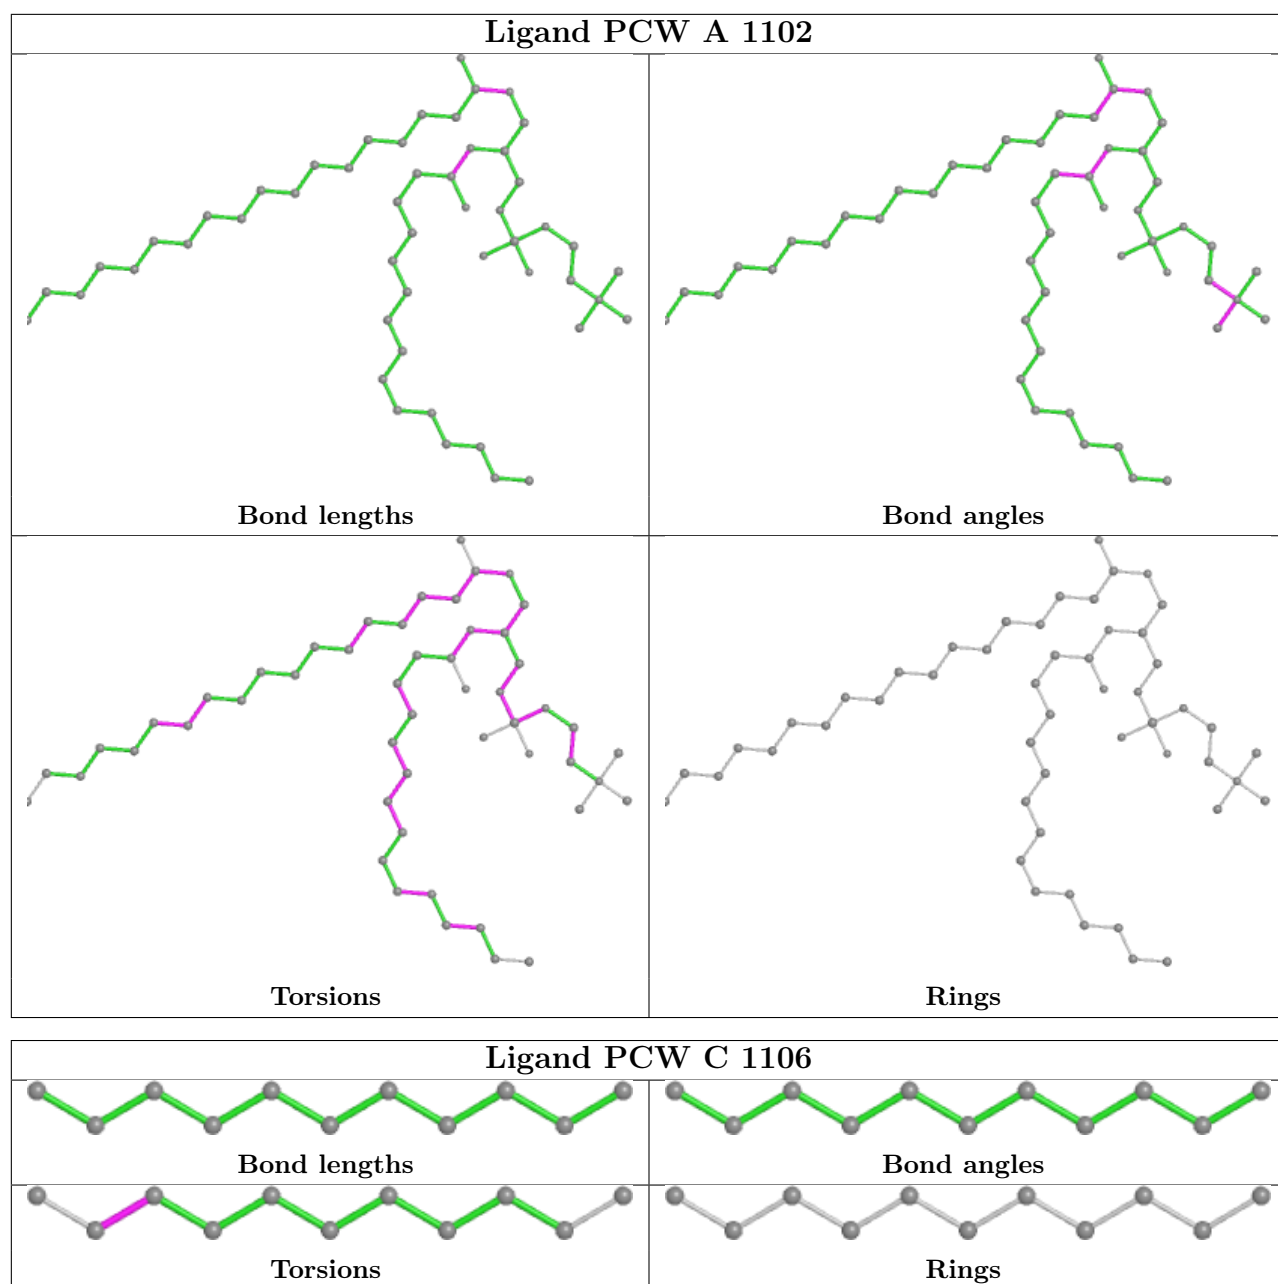 Ligand PCW A 1102
Bond lengths
Bond angles
Torsions
Rings
Ligand PCW C 1106
Bond lengths
Bond angles
Torsions
Rings